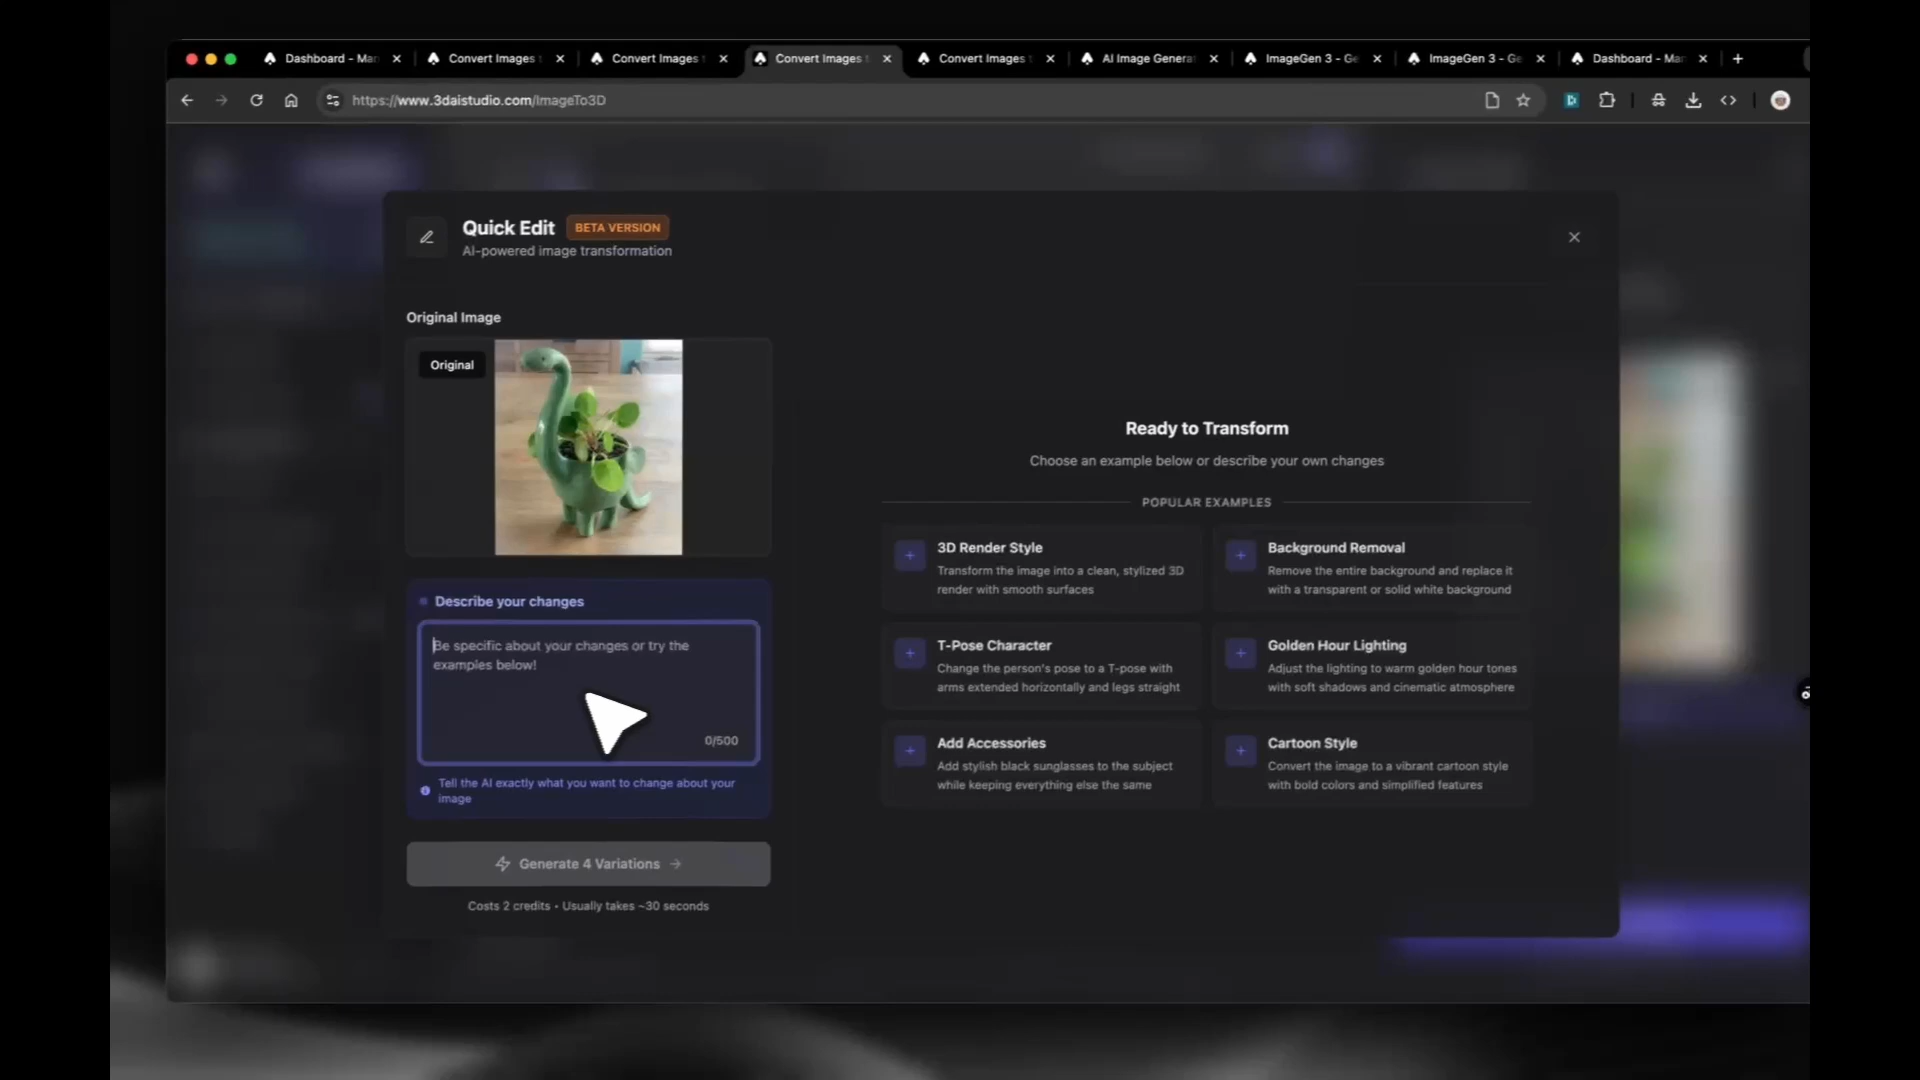 Dashboard - Man
Convert Images t
Convert Images t
Convert Images t
Convert Images t
AI Image Generat
ImageGen 3 - Ge
ImageGen 3 - Ge
Dashboard - Man
https://www.3daistudio.com/ImageTo3D
Quick Edit
BETA VERSION
AI-powered image transformation
Original Image
Original
Describe your changes
Be specific about your changes or try the
examples below!
0/500
Tell the AI exactly what you want to change about your
image
Generate 4 Variations
Costs 2 credits • Usually takes ~30 seconds
Ready to Transform
Choose an example below or describe your own changes
POPULAR EXAMPLES
3D Render Style
Transform the image into a clean, stylized 3D
render with smooth surfaces
Background Removal
Remove the entire background and replace it
with a transparent or solid white background
T-Pose Character
Change the person's pose to a T-pose with
arms extended horizontally and legs straight
Golden Hour Lighting
Adjust the lighting to warm golden hour tones
with soft shadows and cinematic atmosphere
Add Accessories
Add stylish black sunglasses to the subject
while keeping everything else the same
Cartoon Style
Convert the image to a vibrant cartoon style
with bold colors and simplified features